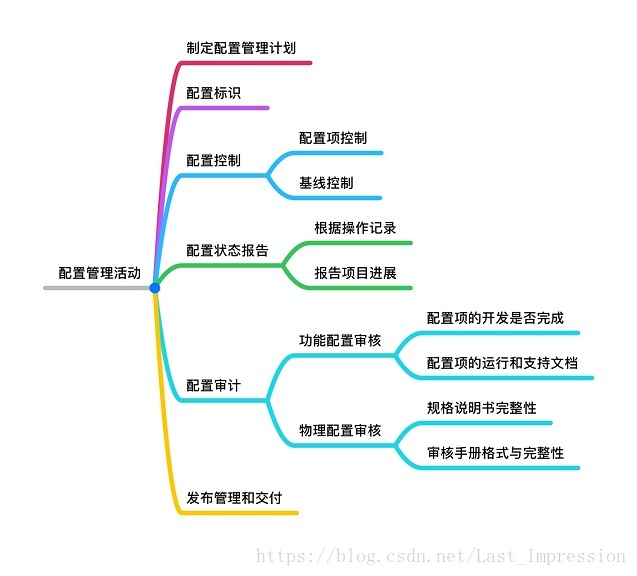 制定配置管理计划
配置标识
配置项控制
配置控制
基线控制
根据操作记录
配置状态报告
配置管理活动
报告项目进展
配置项的开发是否完成
功能配置审核
配置项的运行和支持文档
配置审计
规格说明书完整性
物理配置审核
审核手册格式与完整性
发布管理和交付
https://blog.csdn.net/Last_Impression